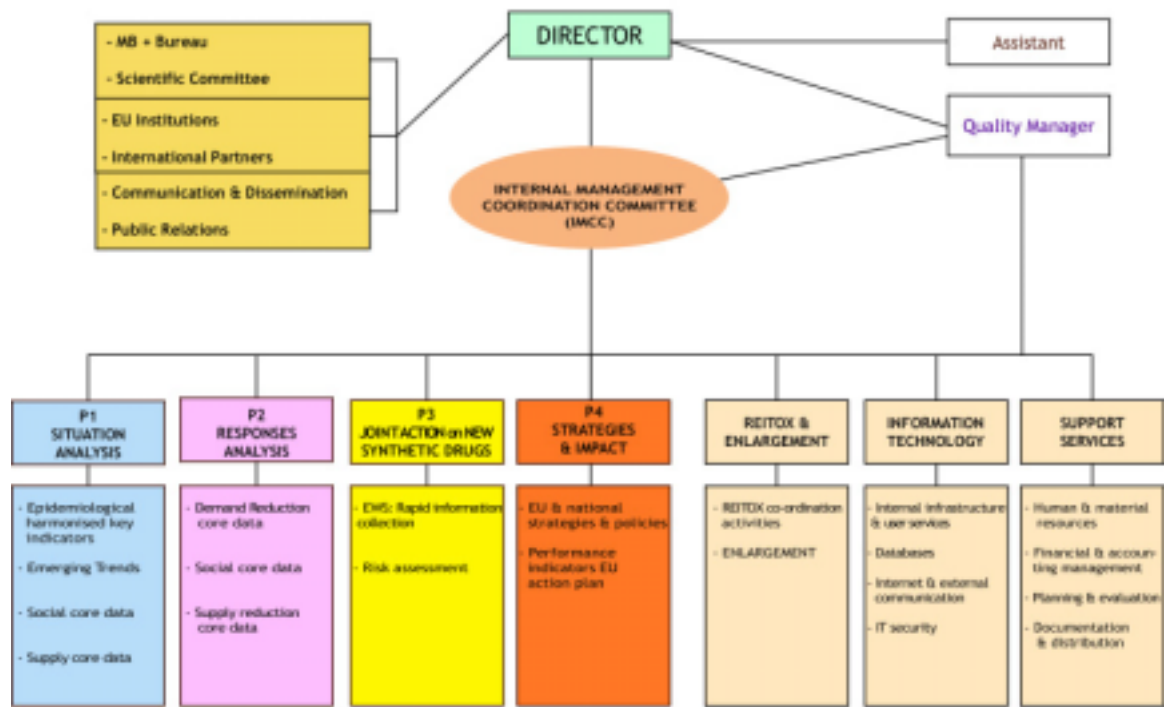 DIRECTOR
Assistant
Quality Manager
- MB + Bureau
- Scientific Committee
- EU Institutions
- International Partners
- Communication & Dissemination
- Public Relations
INTERNAL MANAGEMENT
COORDINATION COMMITTEE
(IMCC)
P1
SITUATION
ANALYSIS
- Epidemiological
harmonised key
indicators
- Emerging Trends
- Social core data
- Supply core data
P2
RESPONSES
ANALYSIS
- Demand Reduction
core data
- Social core data
- Supply reduction
core data
P3
JOINT ACTION on NEW
SYNTHETIC DRUGS
- EWS: Rapid information
collection
- Risk assessment
P4
STRATEGIES
& IMPACT
- EU & national
strategies & policies
- Performance
indicators EU
action plan
REITOX &
ENLARGEMENT
- REITOX co-ordination
activities
- ENLARGEMENT
INFORMATION
TECHNOLOGY
- Internal infrastructure
& user services
- Databases
- Internet & external
communication
- IT security
SUPPORT
SERVICES
- Human & material
resources
- Financial & accoun-
ting management
- Planning & evaluation
- Documentation
& distribution